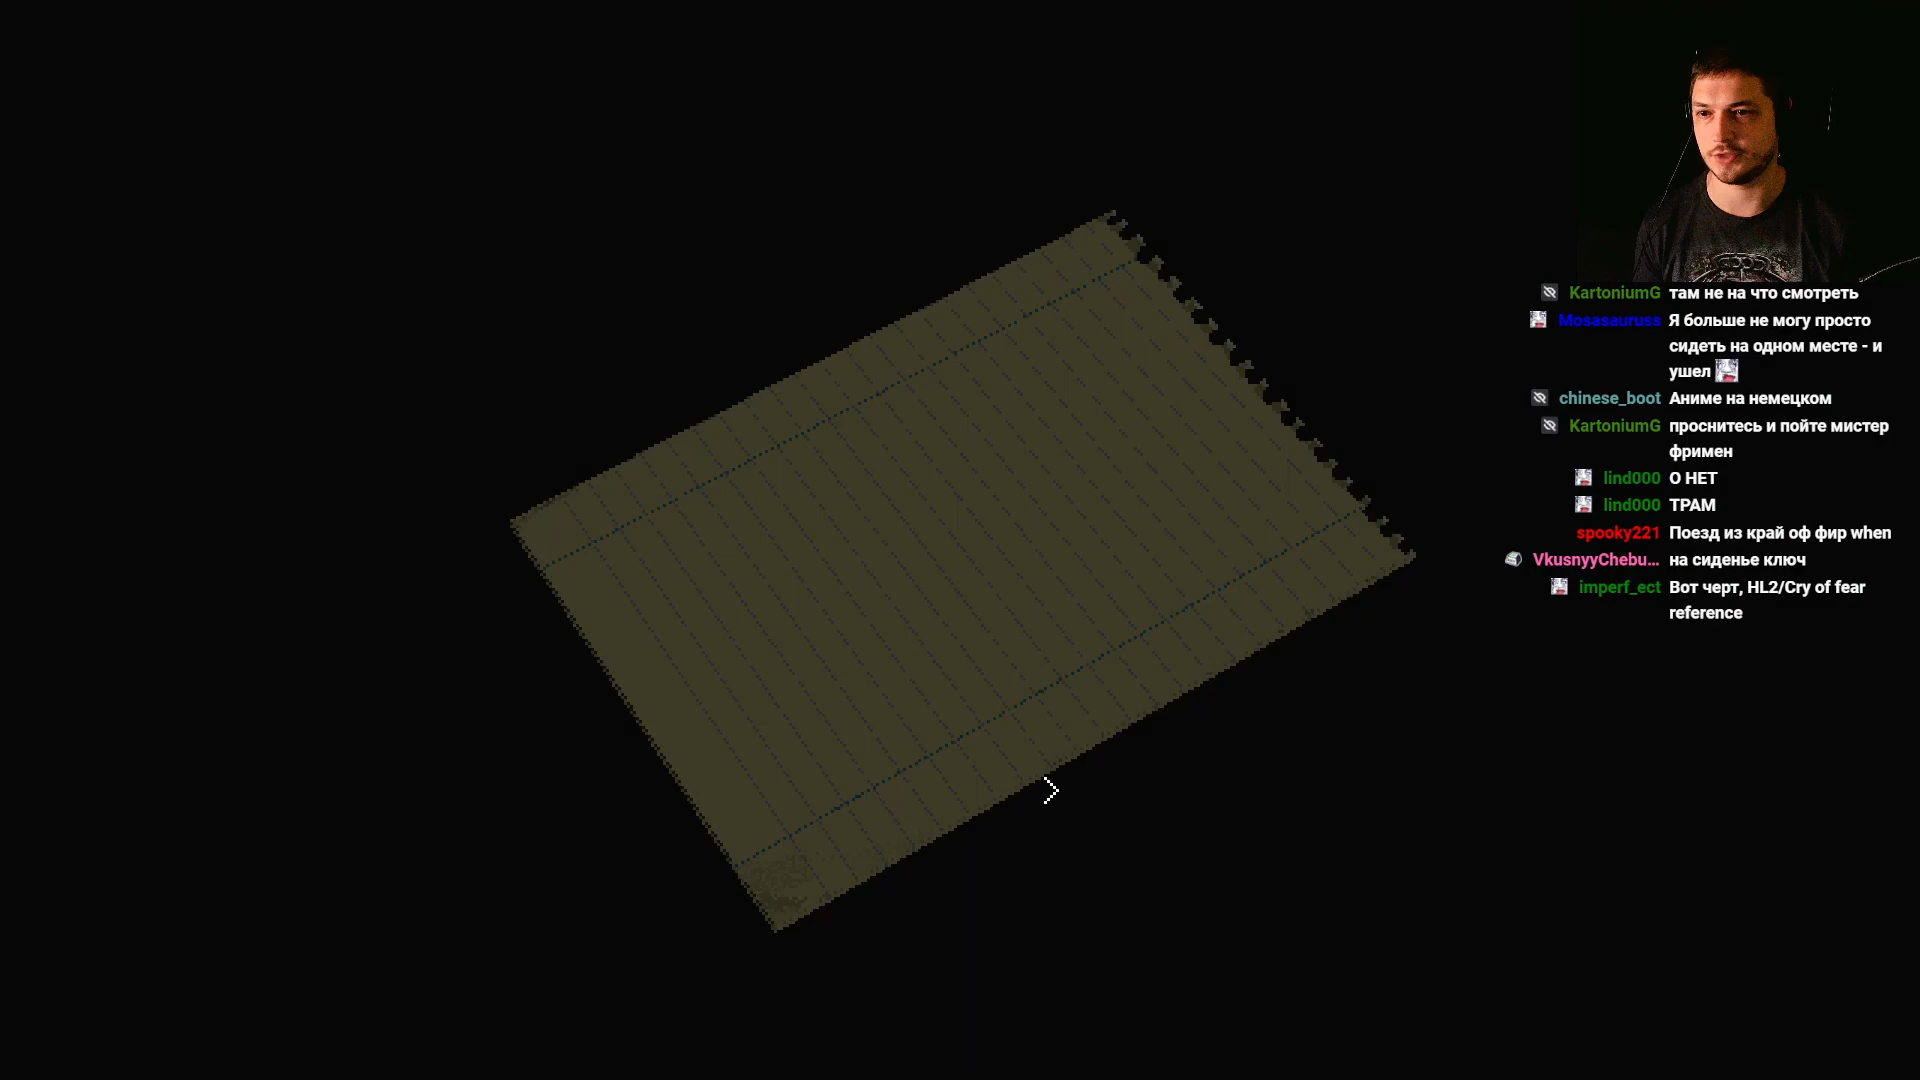 KartoniumG там не на что смотреть
Mosasauruss Я больше не могу просто
сидеть на одном месте - и
ушел
chinese_boot Аниме на немецком
KartoniumG проснитесь и пойте мистер
фримен
lind000 О НЕТ
lind000 ТРАМ
spooky221 Поезд из край оф фир when
VkusnyyChebu... на сиденье ключ
imperf_ect Вот черт, HL2/Cry of fear
reference